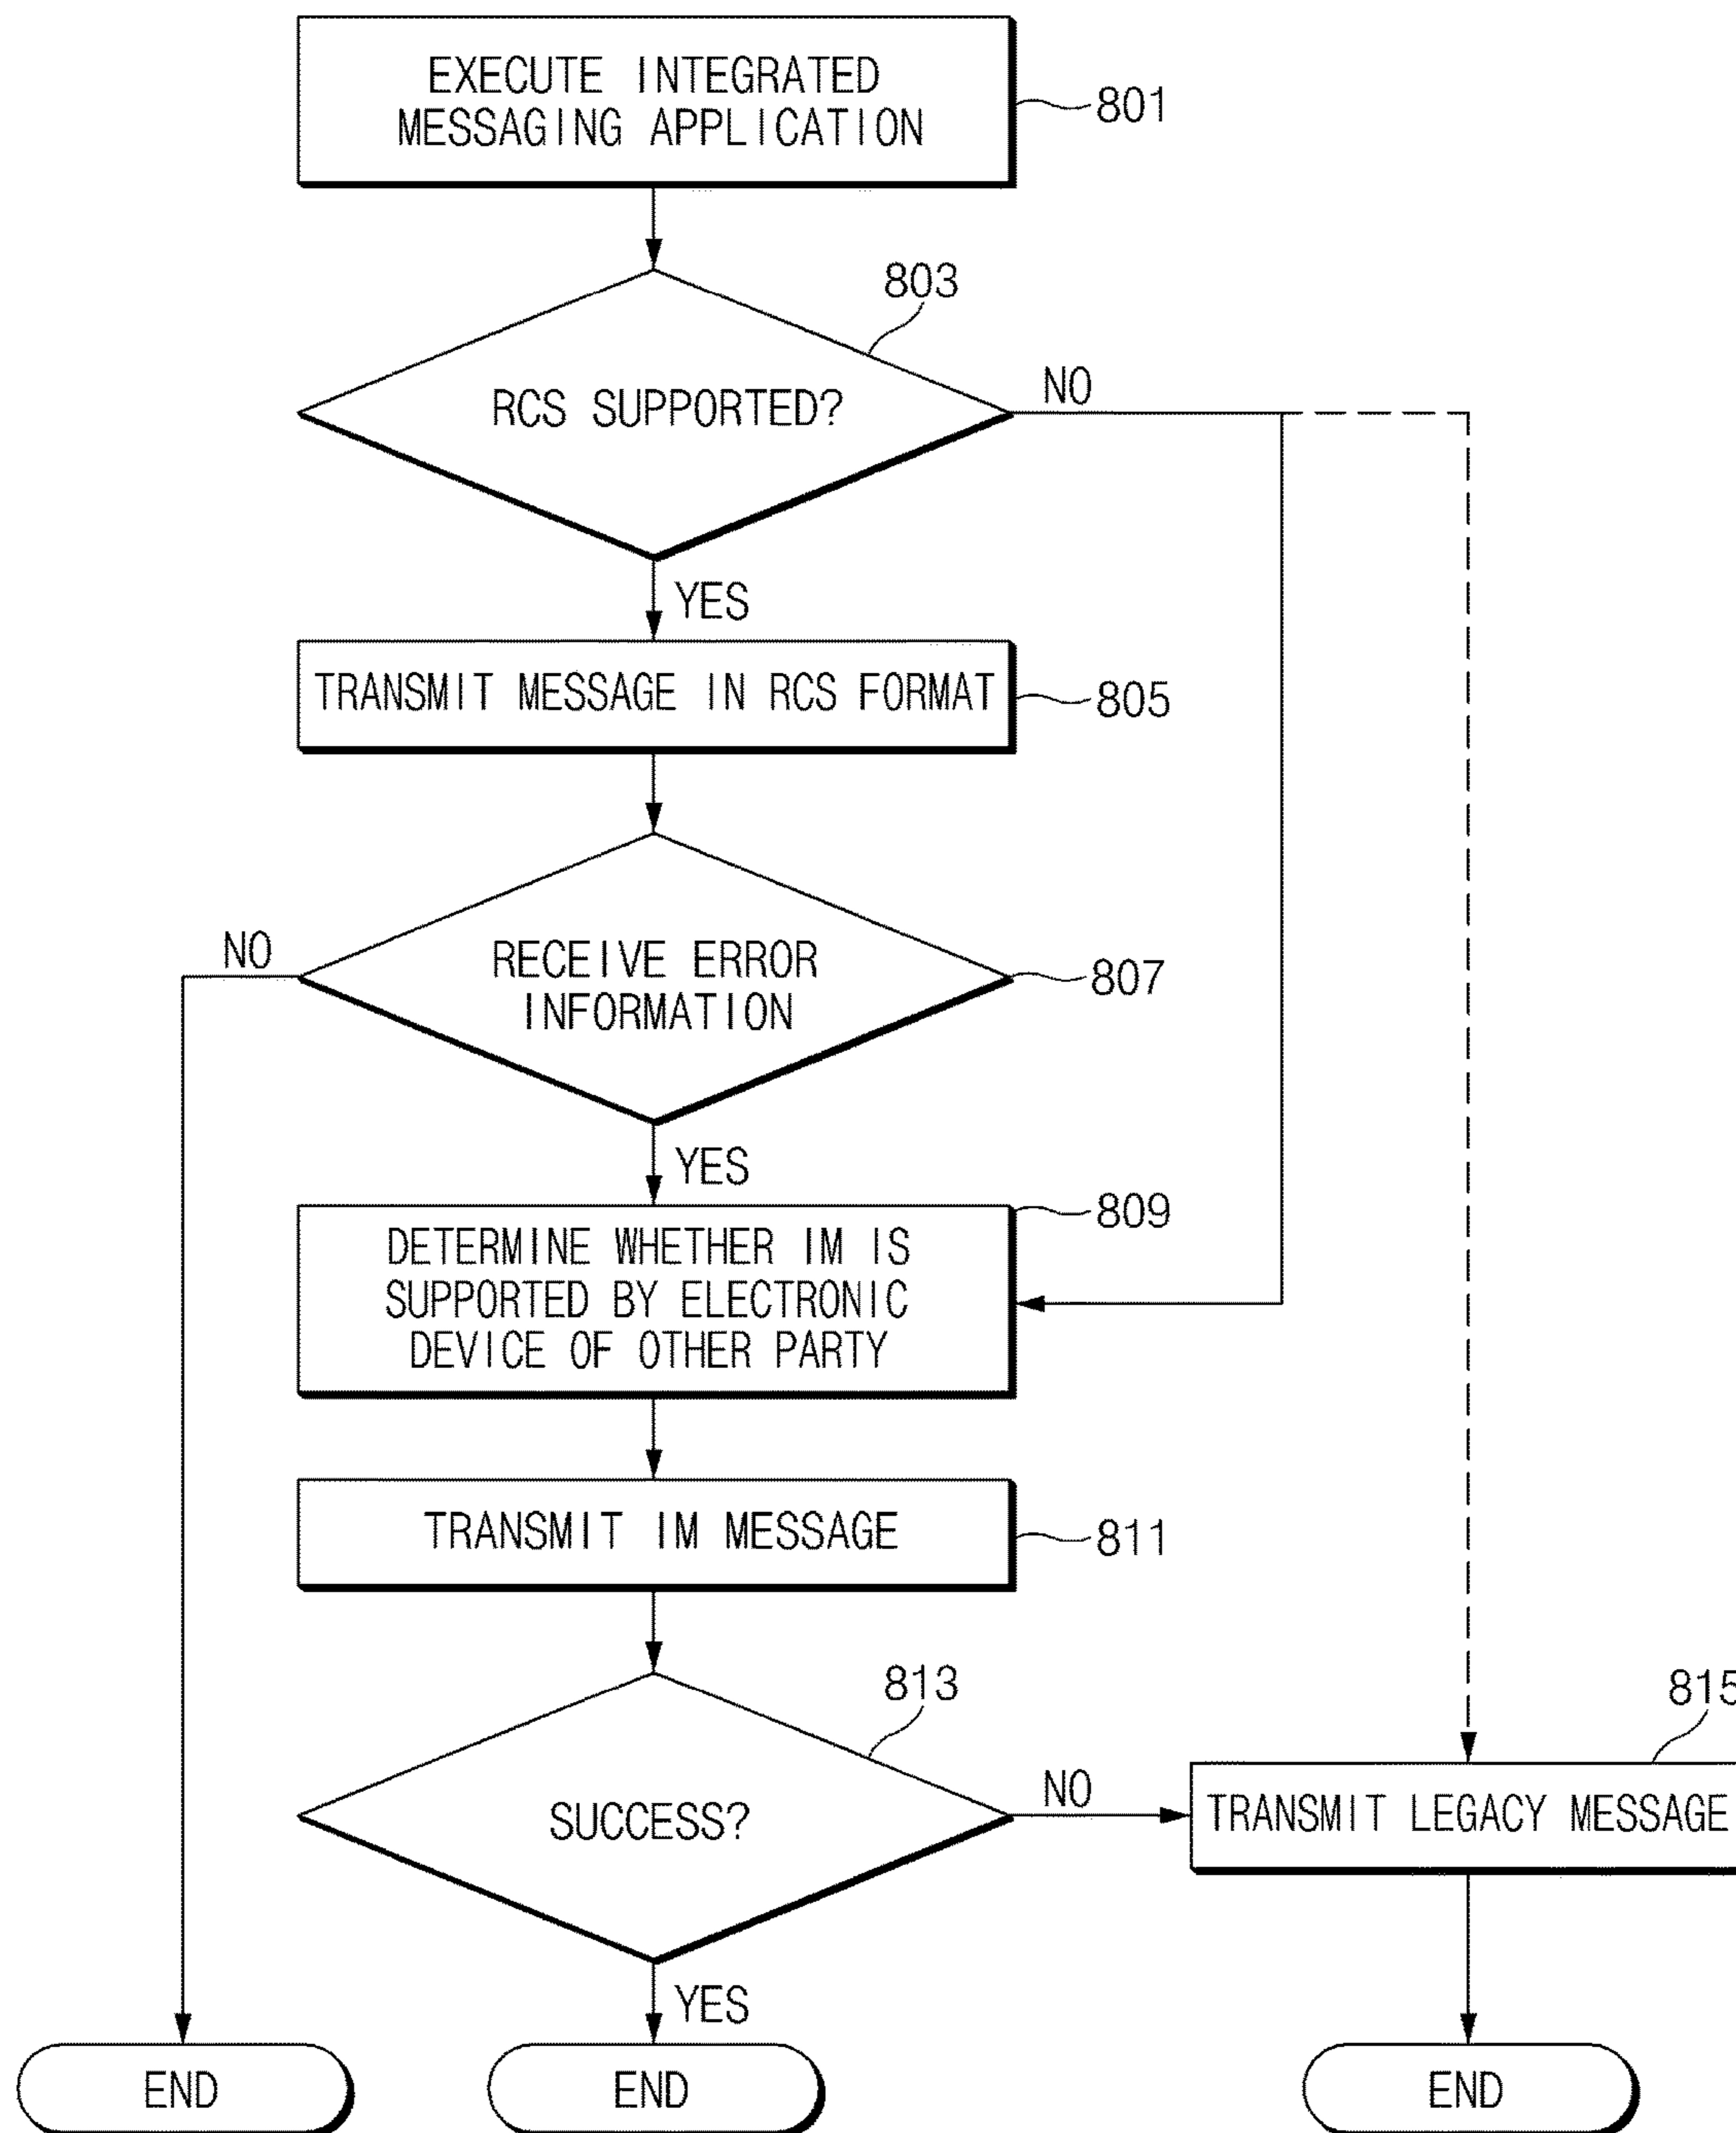 EXECUTE INTEGRATED
MESSAGING APPLICATION
801
803
RCS SUPPORTED?
NO
YES
TRANSMIT MESSAGE IN RCS FORMAT
805
NO
RECEIVE ERROR
INFORMATION
807
YES
809
DETERMINE WHETHER IM IS
SUPPORTED BY ELECTRONIC
DEVICE OF OTHER PARTY
TRANSMIT IM MESSAGE
811
813
815
SUCCESS?
NO
TRANSMIT LEGACY MESSAGE
YES
END
END
END